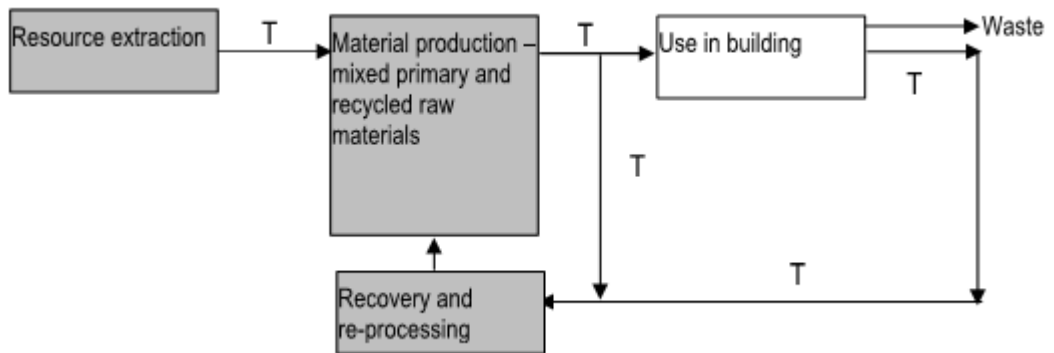 Resource extraction
T
Material production –
mixed primary and
recycled raw
materials
T
Use in building
Waste
T
T
T
Recovery and
re-processing